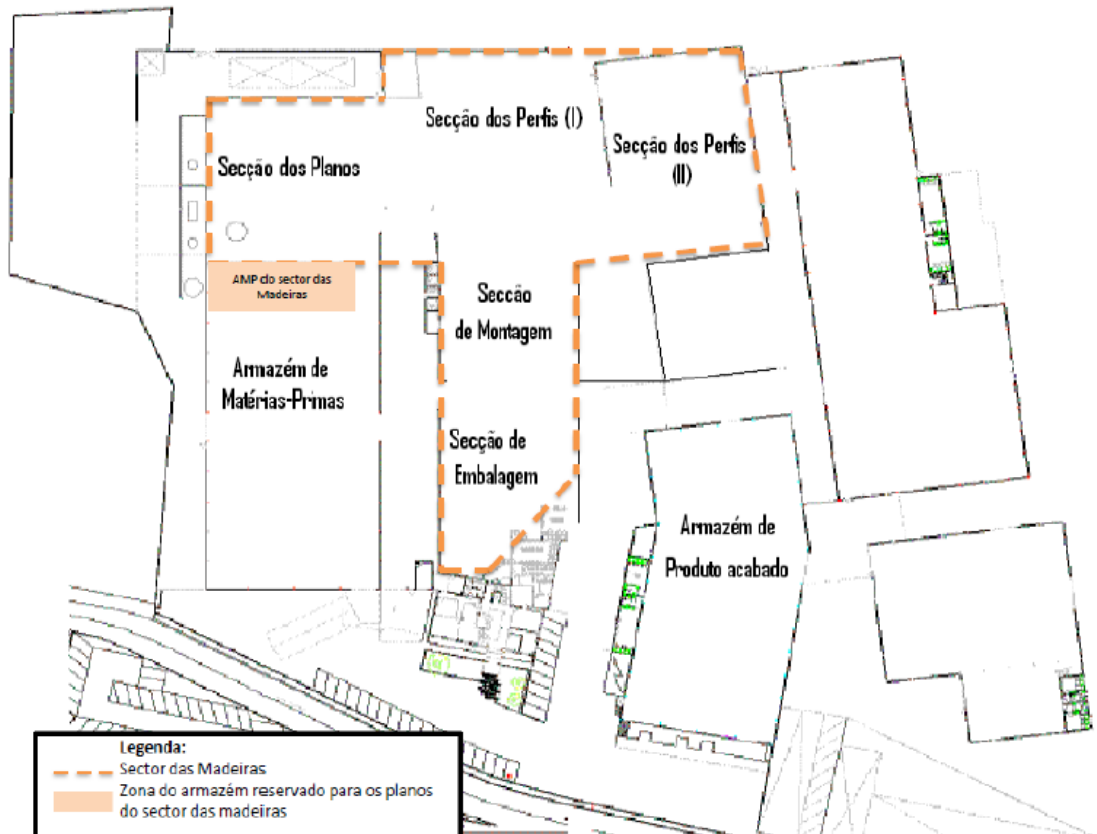 Secção dos Perfis (I)
Secção dos Perfis
(II)
Secção dos Planos
AMP do sector das
Madeiras
Secção
de Montagem
Armazém de
Matérias-Primas
Secção de
Embalagem
Armazém de
Produto acabado
Legenda:
Sector das Madeiras
Zona do armazém reservado para os planos
do sector das madeiras